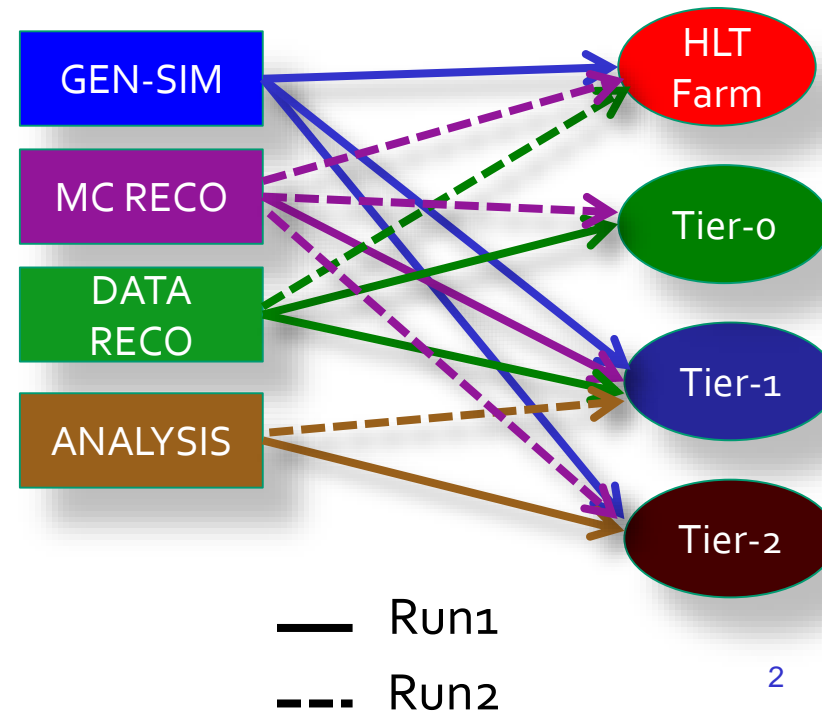 GEN-SIM
MC RECO
DATA
RECO
ANALYSIS
HLT
Farm
Tier-0
Tier-1
Tier-2
Run1
Run2
2